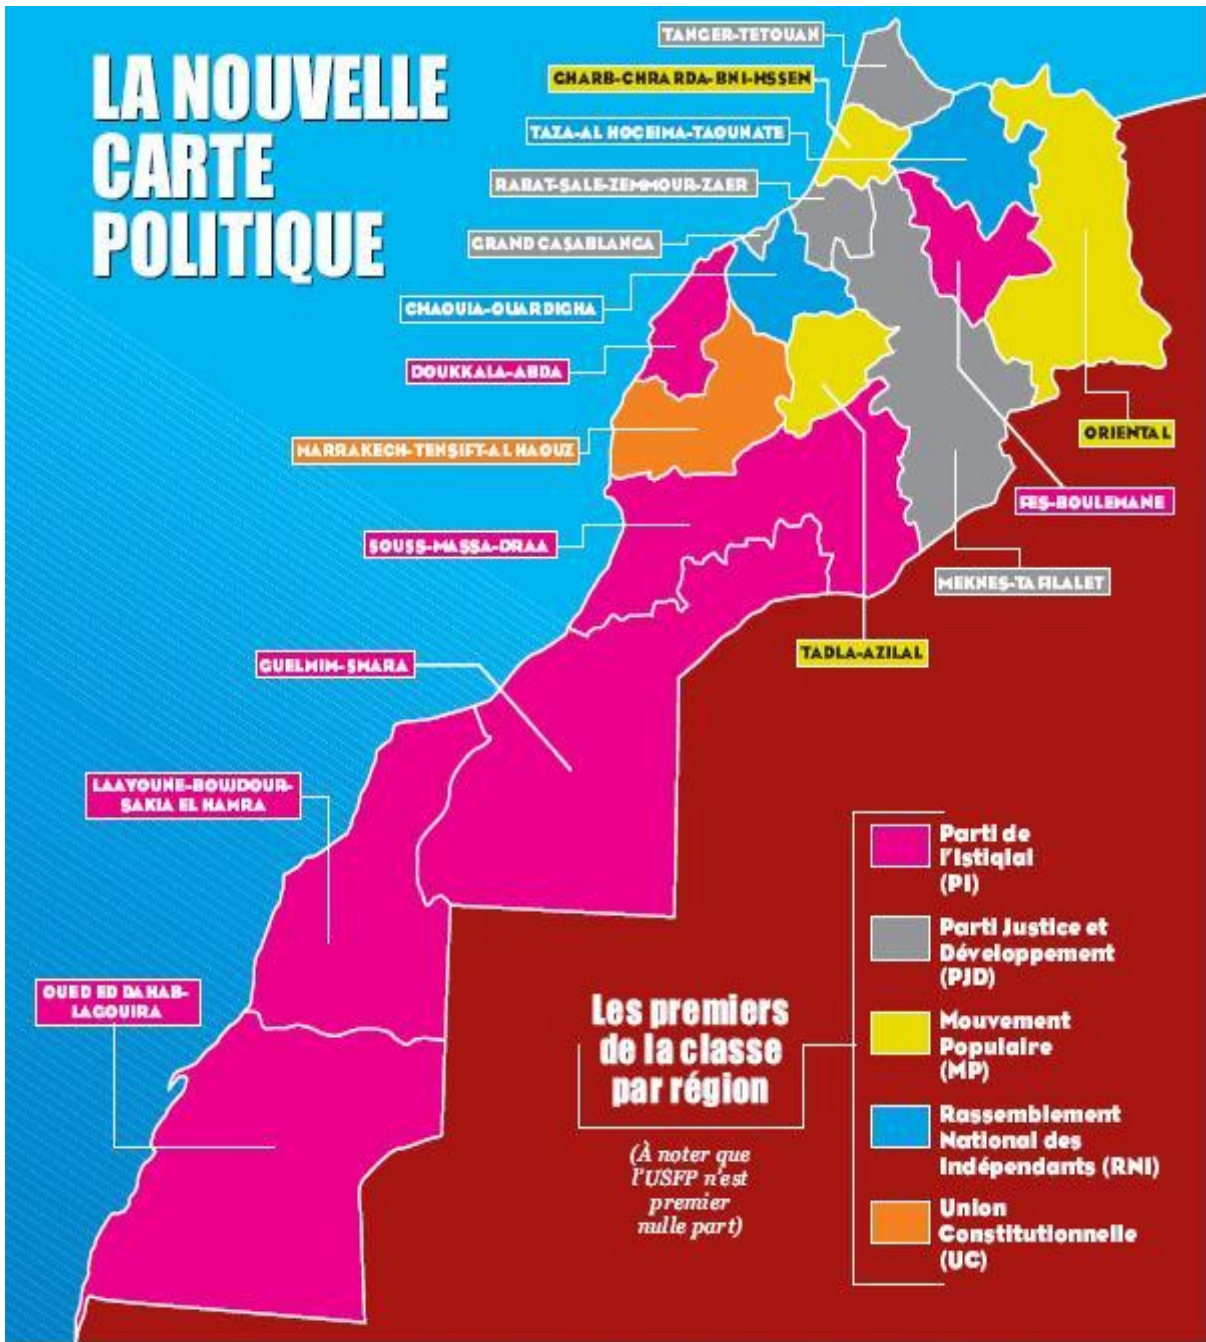 LA NOUVELLE
CARTE
POLITIQUE
TANGER-TETOUAN
GHARB-CHRARDA-BNI-HSSEN
TAZA-AL HOCEIMA-TAOUNATE
RABAT-SALE-ZEMMOUR-ZAER
GRAND CASABLANCA
CHAOUIA-OUARDIGHA
DOUKKALA-ABDA
MARRAKECH-TENSIFT-AL HAOUZ
ORIENTAL
FES-BOULEMANE
SOUSS-MASSA-DRAA
MEKNES-TAFILALET
TADLA-AZILAL
GUELMIM-SMARA
LAAYOUNE-BOUJDOUR-
SAKIA EL HAMRA
OUED ED DAHAB-
LAGOUIRA
Les premiers
de la classe
par région
(À noter que
l'USFP n'est
premier
nulle part)
Parti de
l'Istiqlal
(PI)
Parti Justice et
Développement
(PJD)
Mouvement
Populaire
(MP)
Rassemblement
National des
Indépendants (RNI)
Union
Constitutionnelle
(UC)